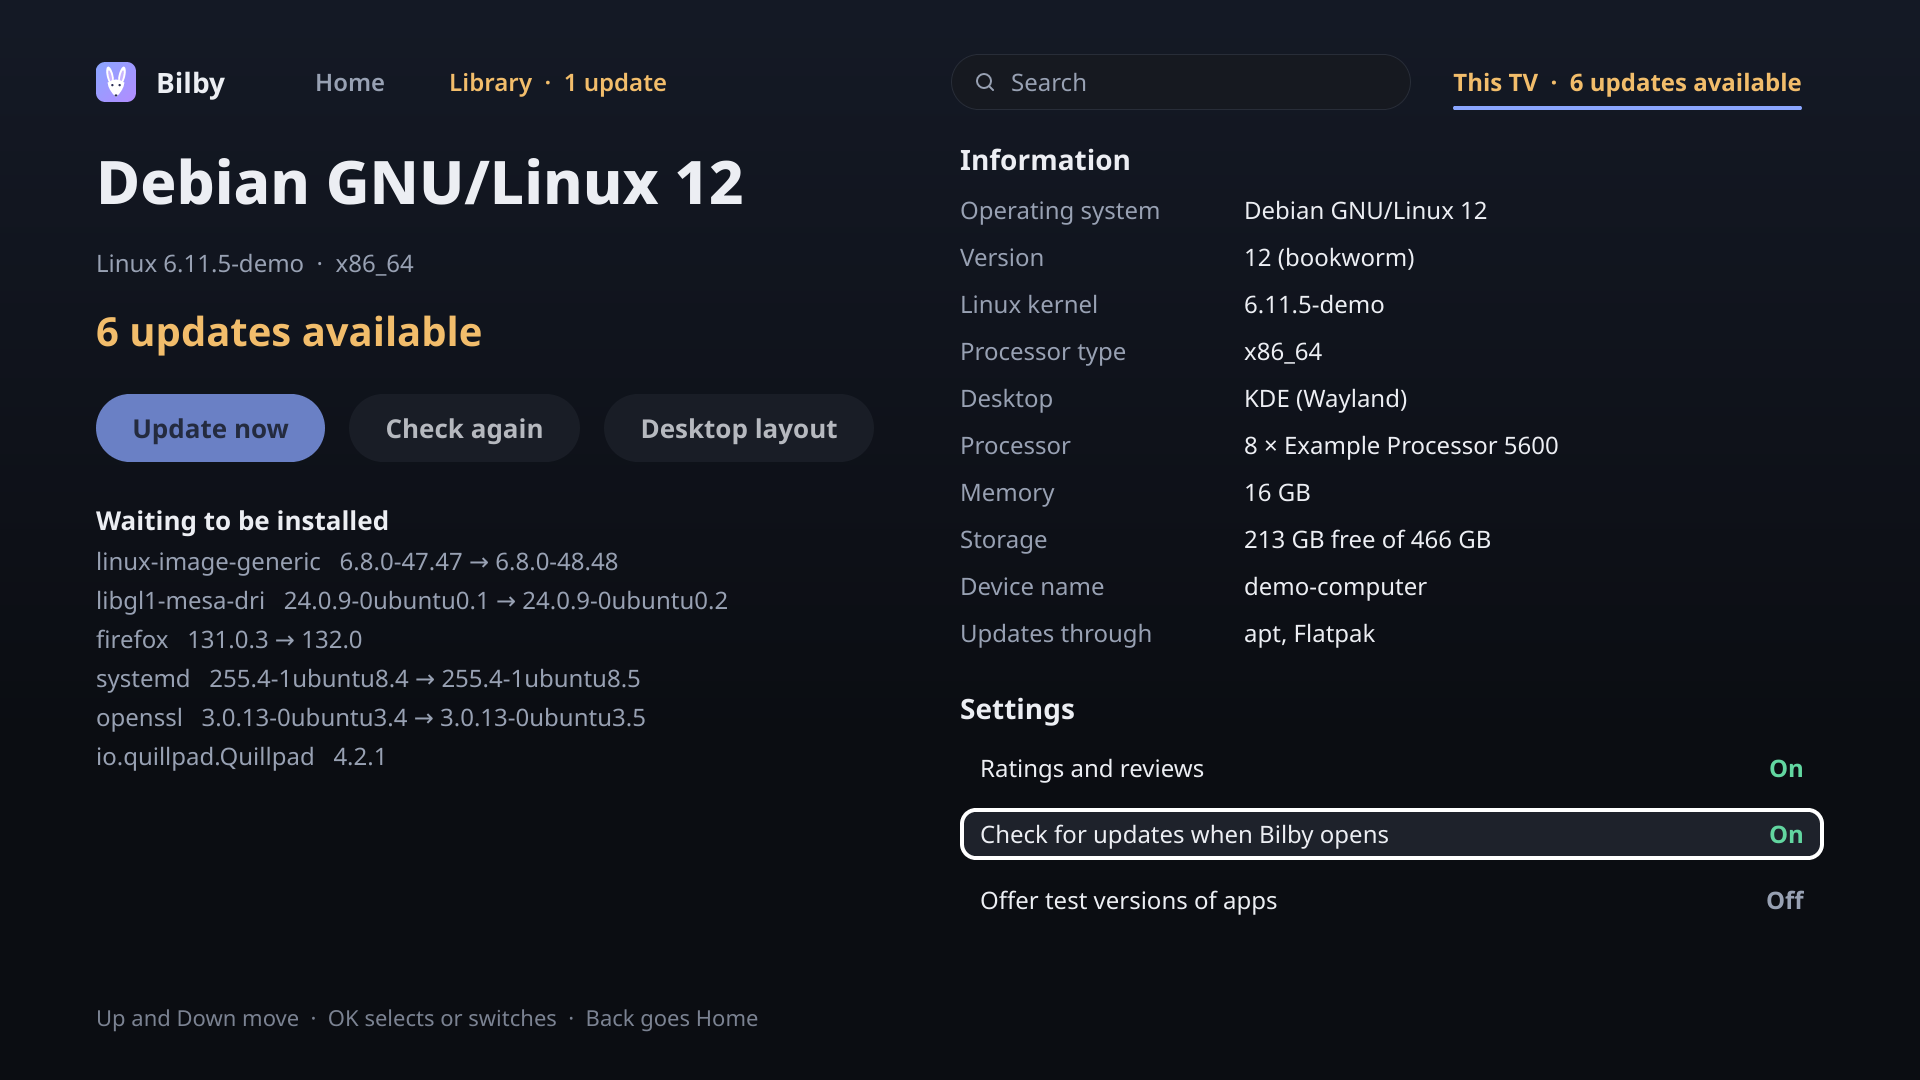 Bilby
Home
Library · 1 update
Search
This TV · 6 updates available
Debian GNU/Linux 12
Linux 6.11.5-demo · x86_64
6 updates available
Update now
Check again
Desktop layout
Waiting to be installed
linux-image-generic 6.8.0-47.47 → 6.8.0-48.48
libgl1-mesa-dri 24.0.9-0ubuntu0.1 → 24.0.9-0ubuntu0.2
firefox 131.0.3 → 132.0
systemd 255.4-1ubuntu8.4 → 255.4-1ubuntu8.5
openssl 3.0.13-0ubuntu3.4 → 3.0.13-0ubuntu3.5
io.quillpad.Quillpad 4.2.1
Information
Operating system Debian GNU/Linux 12
Version 12 (bookworm)
Linux kernel 6.11.5-demo
Processor type x86_64
Desktop KDE (Wayland)
Processor 8 × Example Processor 5600
Memory 16 GB
Storage 213 GB free of 466 GB
Device name demo-computer
Updates through apt, Flatpak
Settings
Ratings and reviews On
Check for updates when Bilby opens On
Offer test versions of apps Off
Up and Down move · OK selects or switches · Back goes Home